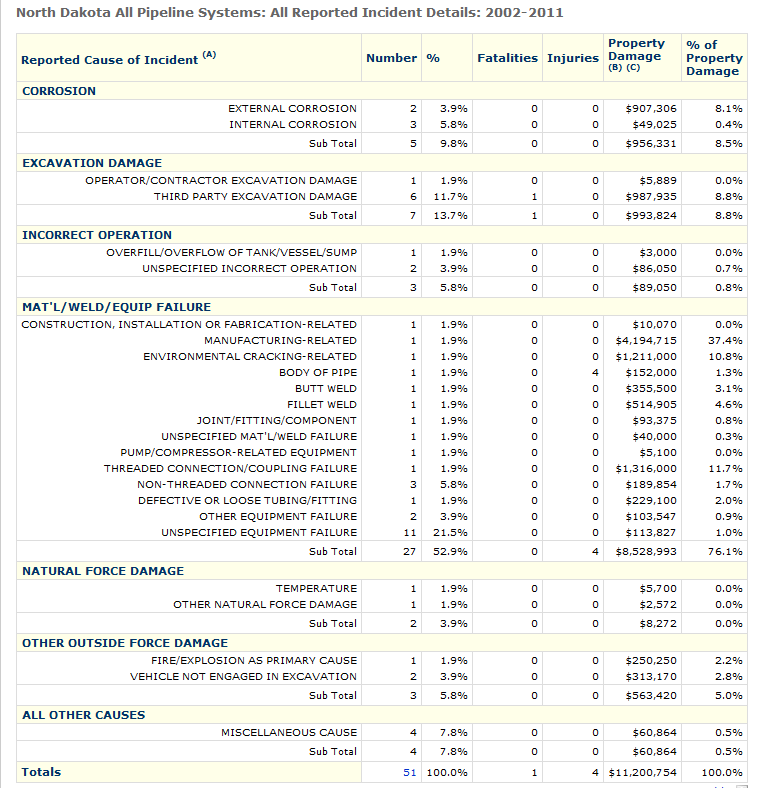 North Dakota All Pipeline Systems: All Reported Incident Details: 2002-2011
Reported Cause of Incident (A) Number % Fatalities Injuries Property Damage (B) (C) % of Property Damage
CORROSION
EXTERNAL CORROSION 2 3.9% 0 0 $907,306 8.1%
INTERNAL CORROSION 3 5.8% 0 0 $49,025 0.4%
Sub Total 5 9.8% 0 0 $956,331 8.5%
EXCAVATION DAMAGE
OPERATOR/CONTRACTOR EXCAVATION DAMAGE 1 1.9% 0 0 $5,889 0.0%
THIRD PARTY EXCAVATION DAMAGE 6 11.7% 1 0 $987,935 8.8%
Sub Total 7 13.7% 1 0 $993,824 8.8%
INCORRECT OPERATION
OVERFILL/OVERFLOW OF TANK/VESSEL/SUMP 1 1.9% 0 0 $3,000 0.0%
UNSPECIFIED INCORRECT OPERATION 2 3.9% 0 0 $86,050 0.7%
Sub Total 3 5.8% 0 0 $89,050 0.8%
MAT'L/WELD/EQUIP FAILURE
CONSTRUCTION, INSTALLATION OR FABRICATION-RELATED 1 1.9% 0 0 $10,070 0.0%
MANUFACTURING-RELATED 1 1.9% 0 0 $4,194,715 37.4%
ENVIRONMENTAL CRACKING-RELATED 1 1.9% 0 0 $1,211,000 10.8%
BODY OF PIPE 1 1.9% 0 4 $152,000 1.3%
BUTT WELD 1 1.9% 0 0 $355,500 3.1%
FILLET WELD 1 1.9% 0 0 $514,905 4.6%
JOINT/FITTING/COMPONENT 1 1.9% 0 0 $93,375 0.8%
UNSPECIFIED MAT'L/WELD FAILURE 1 1.9% 0 0 $40,000 0.3%
PUMP/COMPRESSOR-RELATED EQUIPMENT 1 1.9% 0 0 $5,100 0.0%
THREADED CONNECTION/COUPLING FAILURE 1 1.9% 0 0 $1,316,000 11.7%
NON-THREADED CONNECTION FAILURE 3 5.8% 0 0 $189,854 1.7%
DEFECTIVE OR LOOSE TUBING/FITTING 1 1.9% 0 0 $229,100 2.0%
OTHER EQUIPMENT FAILURE 2 3.9% 0 0 $103,547 0.9%
UNSPECIFIED EQUIPMENT FAILURE 11 21.5% 0 0 $113,827 1.0%
Sub Total 27 52.9% 0 4 $8,528,993 76.1%
NATURAL FORCE DAMAGE
TEMPERATURE 1 1.9% 0 0 $5,700 0.0%
OTHER NATURAL FORCE DAMAGE 1 1.9% 0 0 $2,572 0.0%
Sub Total 2 3.9% 0 0 $8,272 0.0%
OTHER OUTSIDE FORCE DAMAGE
FIRE/EXPLOSION AS PRIMARY CAUSE 1 1.9% 0 0 $250,250 2.2%
VEHICLE NOT ENGAGED IN EXCAVATION 2 3.9% 0 0 $313,170 2.8%
Sub Total 3 5.8% 0 0 $563,420 5.0%
ALL OTHER CAUSES
MISCELLANEOUS CAUSE 4 7.8% 0 0 $60,864 0.5%
Sub Total 4 7.8% 0 0 $60,864 0.5%
Totals 51 100.0% 1 4 $11,200,754 100.0%